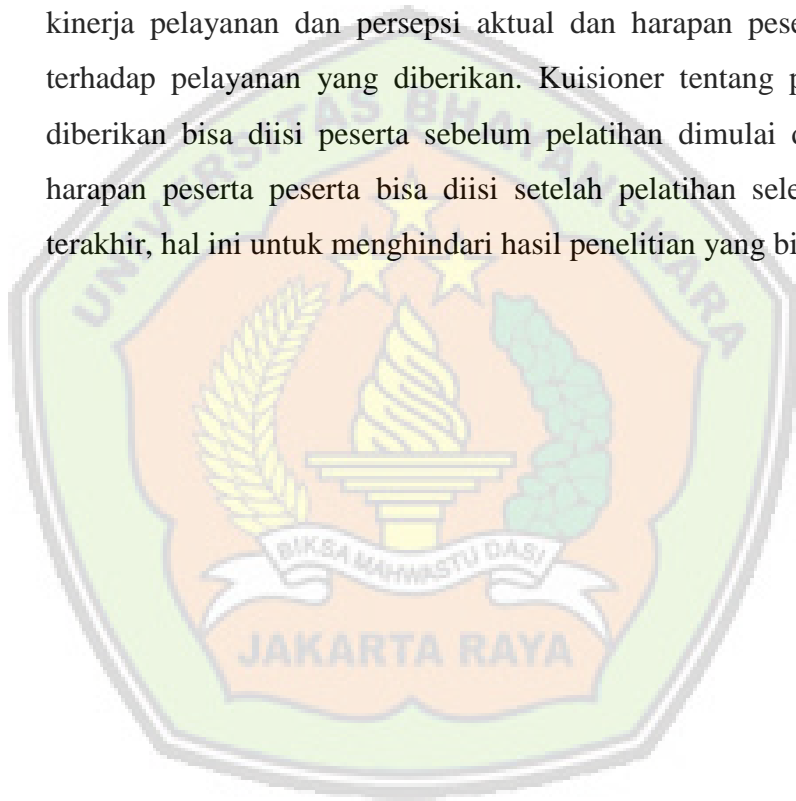 kinerja pelayanan dan persepsi aktual dan harapan pese
terhadap pelayanan yang diberikan. Kuisioner tentang p
diberikan bisa diisi peserta sebelum pelatihan dimulai d
harapan peserta peserta bisa diisi setelah pelatihan sele
terakhir, hal ini untuk menghindari hasil penelitian yang bi
UNIVERSITAS BHAYANGKARA
BIKSA MAHWASTU DASI
JAKARTA RAYA